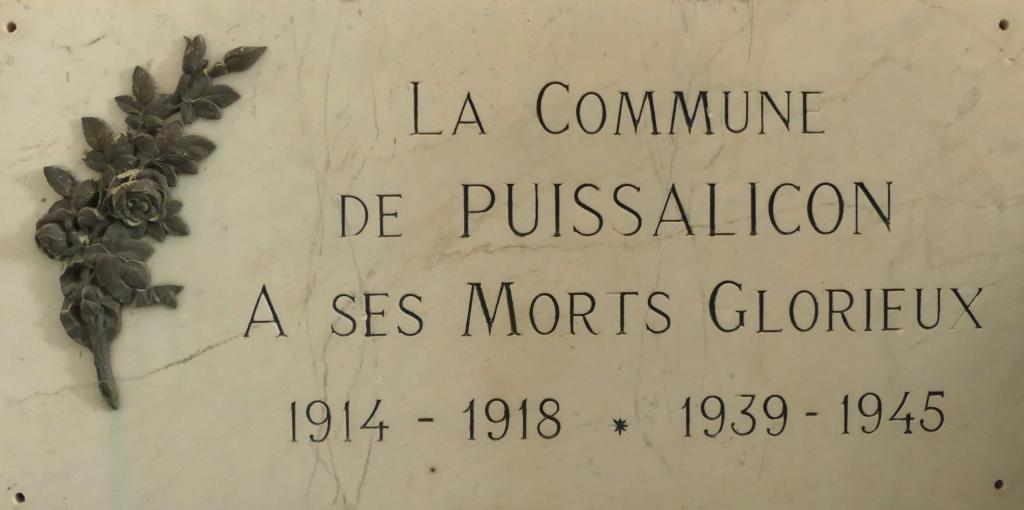 La Commune
de PUISSALICON
A ses Morts Glorieux
1914 - 1918 * 1939 - 1945